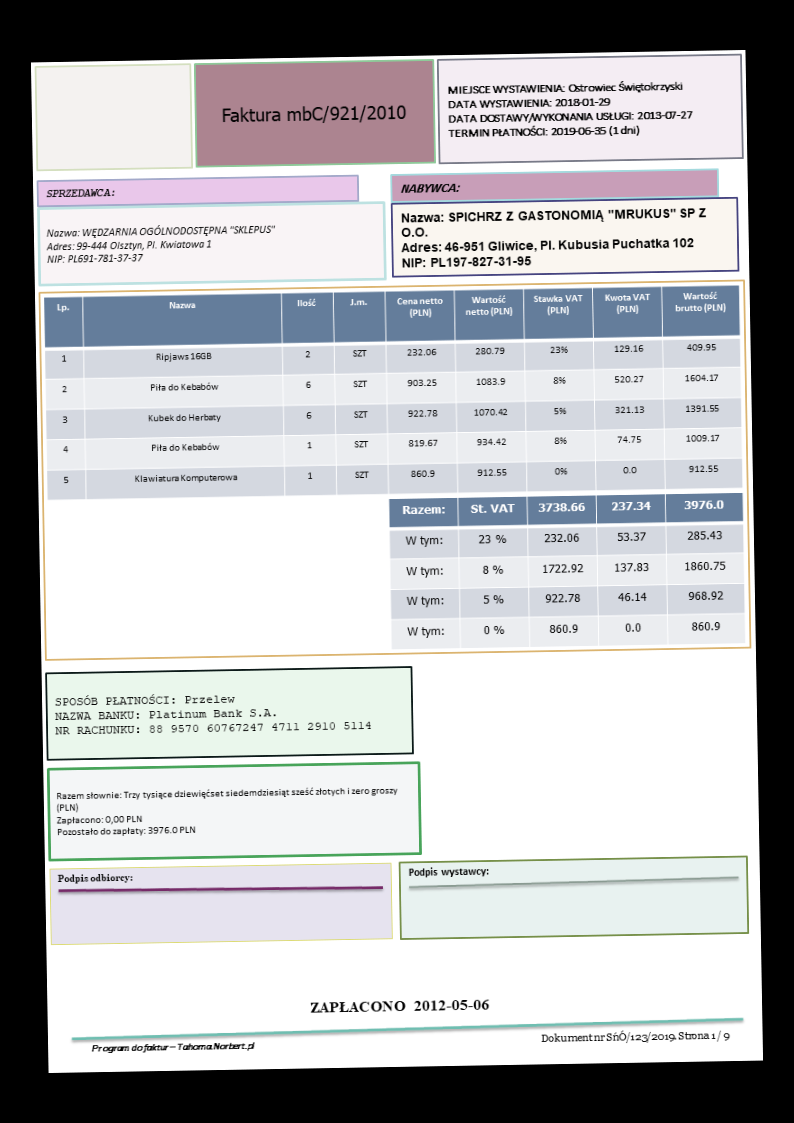 Faktura mbC/921/2010
MIEJSCE WYSTAWIENIA: Ostrowiec Świętokrzyski
DATA WYSTAWIENIA: 2018-01-29
DATA DOSTAWY/WYKONANIA USŁUGI: 2013-07-27
TERMIN PŁATNOŚCI: 2019-06-35 (1 dni)
SPRZEDAWCA:
Nazwa: WĘDZARNIA OGÓLNODOSTĘPNA "SKLEPUS"
Adres: 99-444 Olsztyn, Pl. Kwiatowa 1
NIP: PL691-781-37-37
NABYWCA:
Nazwa: SPICHRZ Z GASTONOMIĄ "MRUKUS" SP Z
O.O.
Adres: 46-951 Gliwice, Pl. Kubusia Puchatka 102
NIP: PL197-827-31-95
Lp. Nazwa Ilość J.m. Cena netto (PLN) Wartość netto (PLN) Stawka VAT (PLN) Kwota VAT (PLN) Wartość brutto (PLN)
1 Ripjaws 16GB 2 SZT 232.06 280.79 23% 129.16 409.95
2 Piła do Kebabów 6 SZT 903.25 1083.9 8% 520.27 1604.17
3 Kubek do Herbaty 6 SZT 922.78 1070.42 5% 321.13 1391.55
4 Piła do Kebabów 1 SZT 819.67 934.42 8% 74.75 1009.17
5 Klawiatura Komputerowa 1 SZT 860.9 912.55 0% 0.0 912.55
Razem: St. VAT 3738.66 237.34 3976.0
W tym: 23 % 232.06 53.37 285.43
W tym: 8 % 1722.92 137.83 1860.75
W tym: 5 % 922.78 46.14 968.92
W tym: 0 % 860.9 0.0 860.9
SPOSÓB PŁATNOŚCI: Przelew
NAZWA BANKU: Platinum Bank S.A.
NR RACHUNKU: 88 9570 60767247 4711 2910 5114
Razem słownie: Trzy tysiące dziewięćset siedemdziesiąt sześć złotych i zero groszy
(PLN)
Zapłacono: 0,00 PLN
Pozostało do zapłaty: 3976.0 PLN
Podpis odbiorcy:
Podpis wystawcy:
ZAPŁACONO 2012-05-06
Program do faktur – Tahoma.Norbert.pl
Dokument nr SńÓ/123/2019. Strona 1 / 9